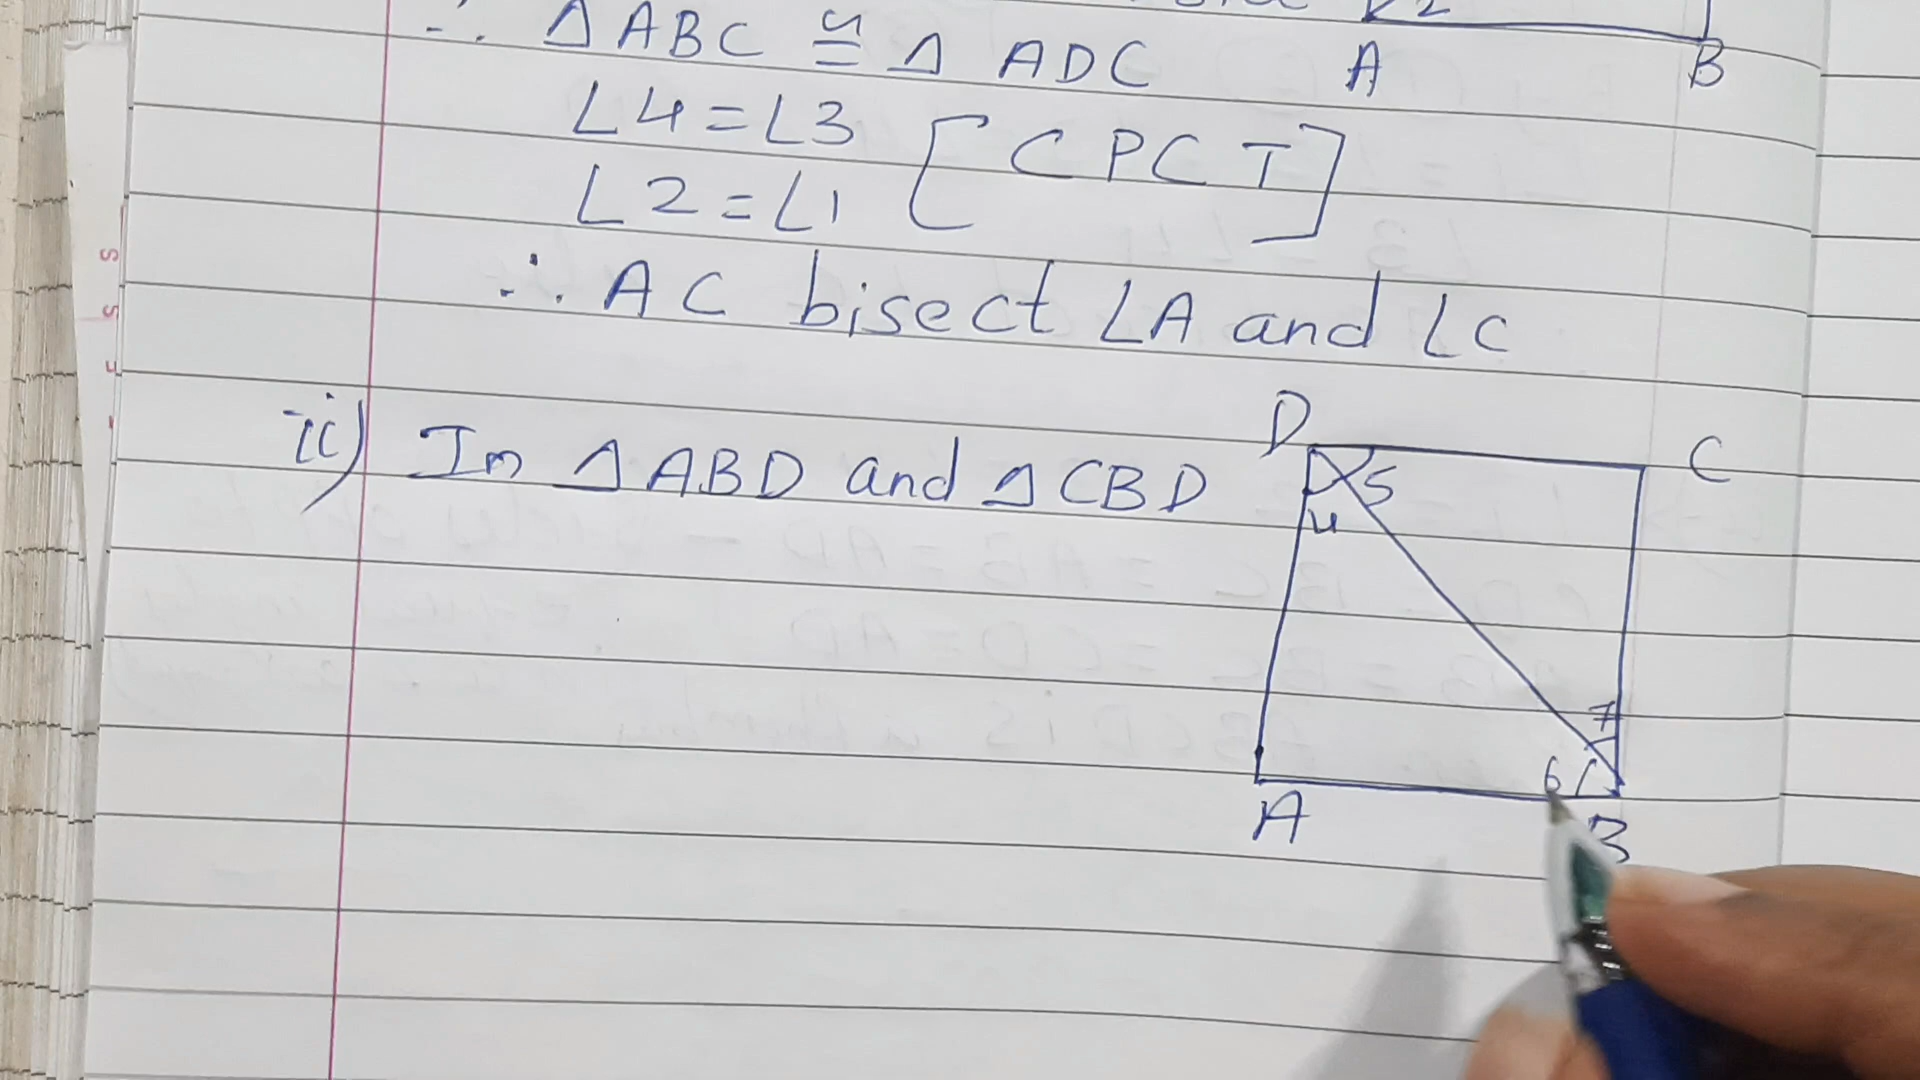 2
∴ ΔABC ≅ Δ ADC
A B
∠4=∠3
[CPCT]
∠2=∠1
∴ AC bisect ∠A and ∠C
ii) In ΔABD and ΔCBD
D C
5
4
7
6
A B